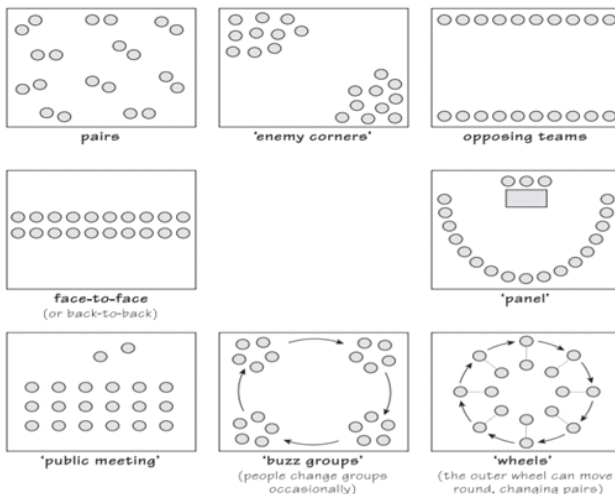 pairs
'enemy corners'
opposing teams
face-to-face
(or back-to-back)
'panel'
'public meeting'
'buzz groups'
(people change groups
occasionally)
'wheels'
(the outer wheel can move
round, changing pairs)